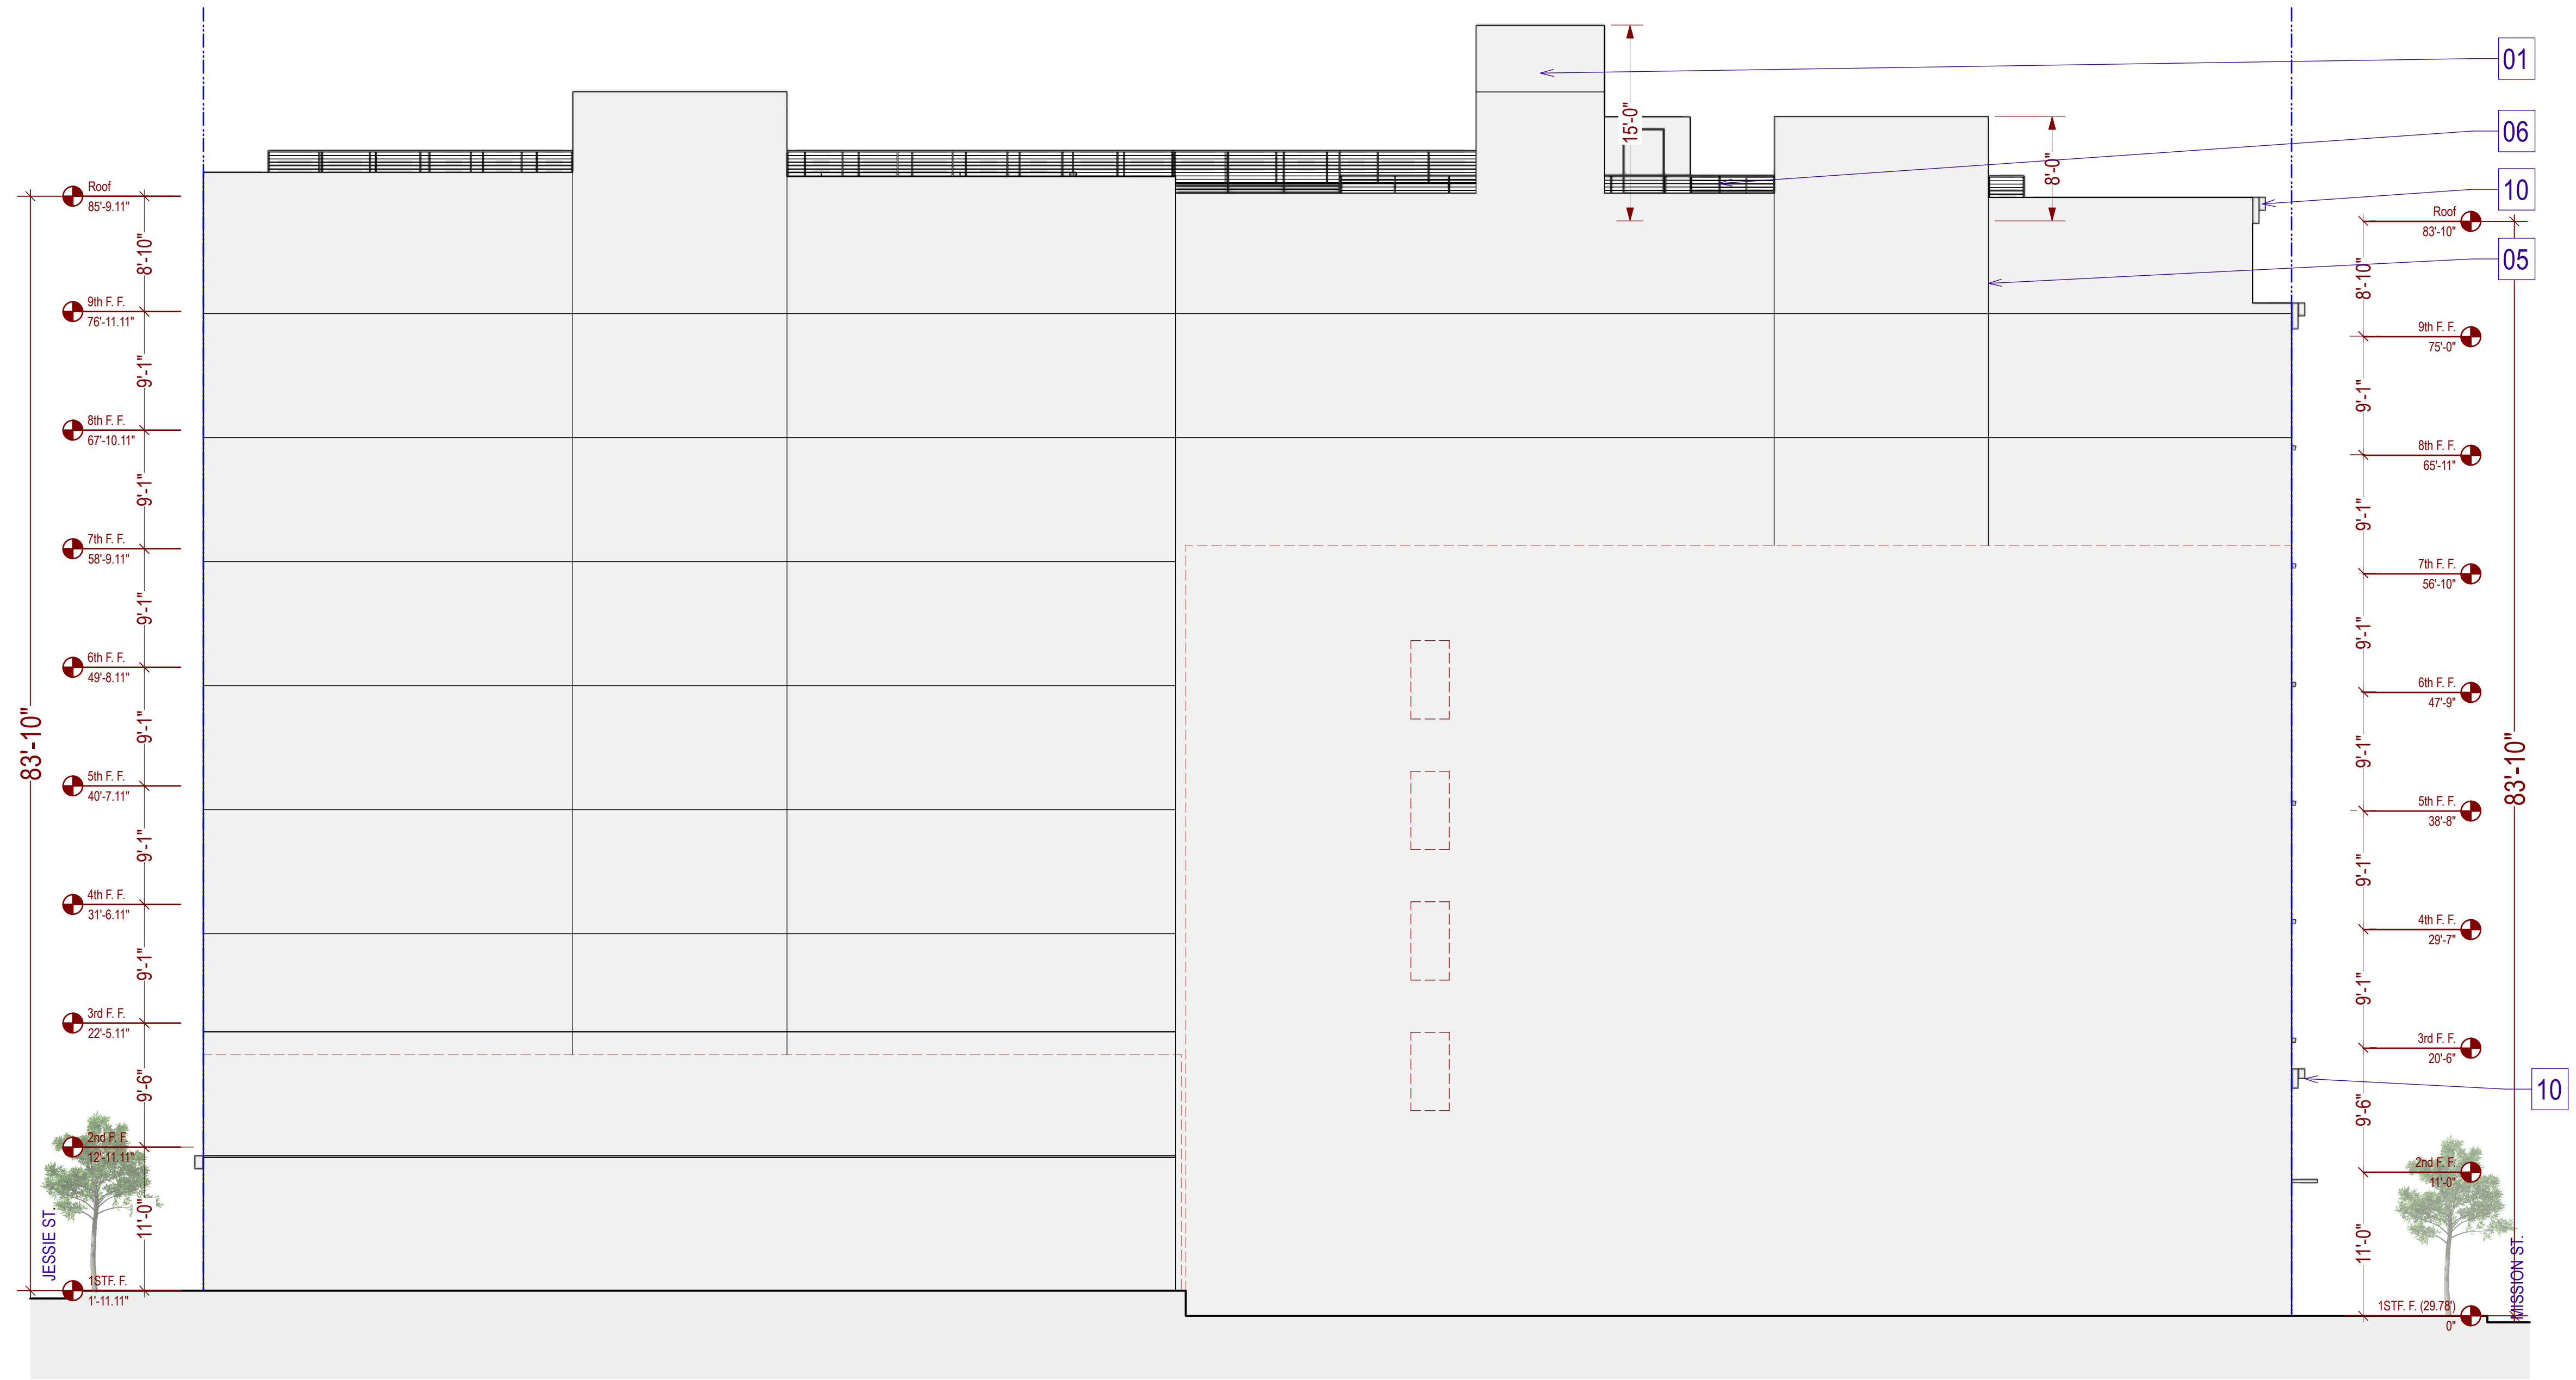 01
15'-0"
06
8'-0"
10
Roof
85'-9.11"
Roof
83'-10"
8'-10"
05
8'-10"
9th F. F.
76'-11.11"
9th F. F.
75'-0"
9'-1"
9'-1"
8th F. F.
67'-10.11"
8th F. F.
65'-11"
9'-1"
9'-1"
7th F. F.
58'-9.11"
7th F. F.
56'-10"
9'-1"
9'-1"
6th F. F.
49'-8.11"
6th F. F.
47'-9"
83'-10"
9'-1"
9'-1"
83'-10"
5th F. F.
40'-7.11"
5th F. F.
38'-8"
9'-1"
9'-1"
4th F. F.
31'-6.11"
4th F. F.
29'-7"
9'-1"
9'-1"
3rd F. F.
22'-5.11"
3rd F. F.
20'-6"
9'-6"
10
9'-6"
2nd F. F.
12'-11.11"
2nd F. F.
11'-0"
11'-0"
11'-0"
JESSIE ST.
MISSION ST.
1STF. F.
1'-11.11"
1STF. F. (29.78')
0"